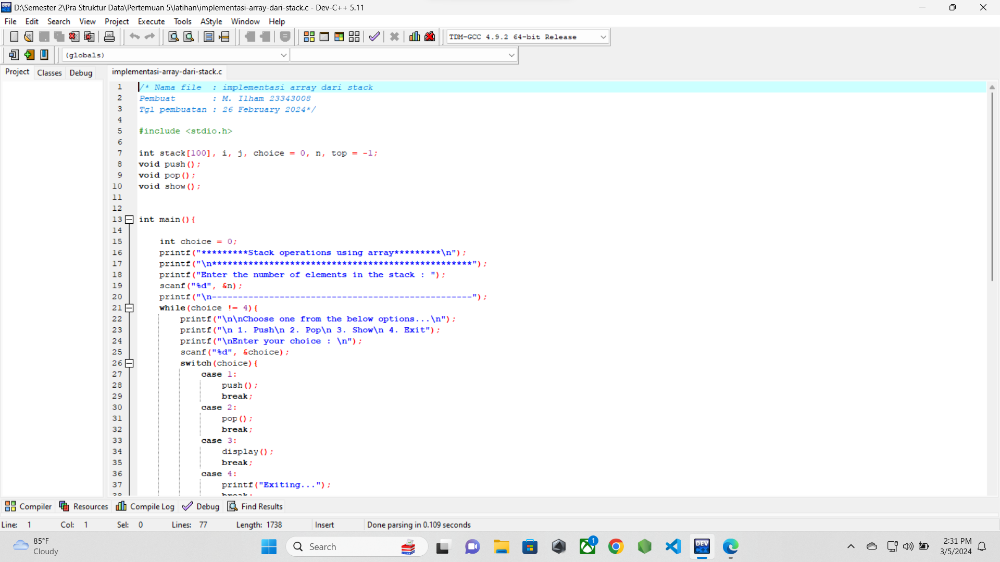 D:\Semester 2\Pra Struktur Data\Pertemuan 5\latihan\implementasi-array-dari-stack.c - Dev-C++ 5.11
File Edit Search View Project Execute Tools AStyle Window Help
TDM-GCC 4.9.2 64-bit Release
(globals)
Project Classes Debug
implementasi-array-dari-stack.c
1 /* Nama file : implementasi array dari stack
2 Pembuat : M. Ilham 23343008
3 Tgl pembuatan : 26 February 2024*/
4
5 #include <stdio.h>
6
7 int stack[100], i, j, choice = 0, n, top = -1;
8 void push();
9 void pop();
10 void show();
11
12
13 int main(){
14
15 int choice = 0;
16 printf("*********Stack operations using array*********\n");
17 printf("\n**************************************************");
18 printf("Enter the number of elements in the stack : ");
19 scanf("%d", &n);
20 printf("\n--------------------------------------------------");
21 while(choice != 4){
22 printf("\n\nChoose one from the below options...\n");
23 printf("\n 1. Push\n 2. Pop\n 3. Show\n 4. Exit");
24 printf("\nEnter your choice : \n");
25 scanf("%d", &choice);
26 switch(choice){
27 case 1:
28 push();
29 break;
30 case 2:
31 pop();
32 break;
33 case 3:
34 display();
35 break;
36 case 4:
37 printf("Exiting...");
38 break;
Compiler Resources Compile Log Debug Find Results
Line: 1 Col: 1 Sel: 0 Lines: 77 Length: 1738 Insert Done parsing in 0.109 seconds
85°F
Cloudy
Search
1
DEV C++
2:31 PM
3/5/2024